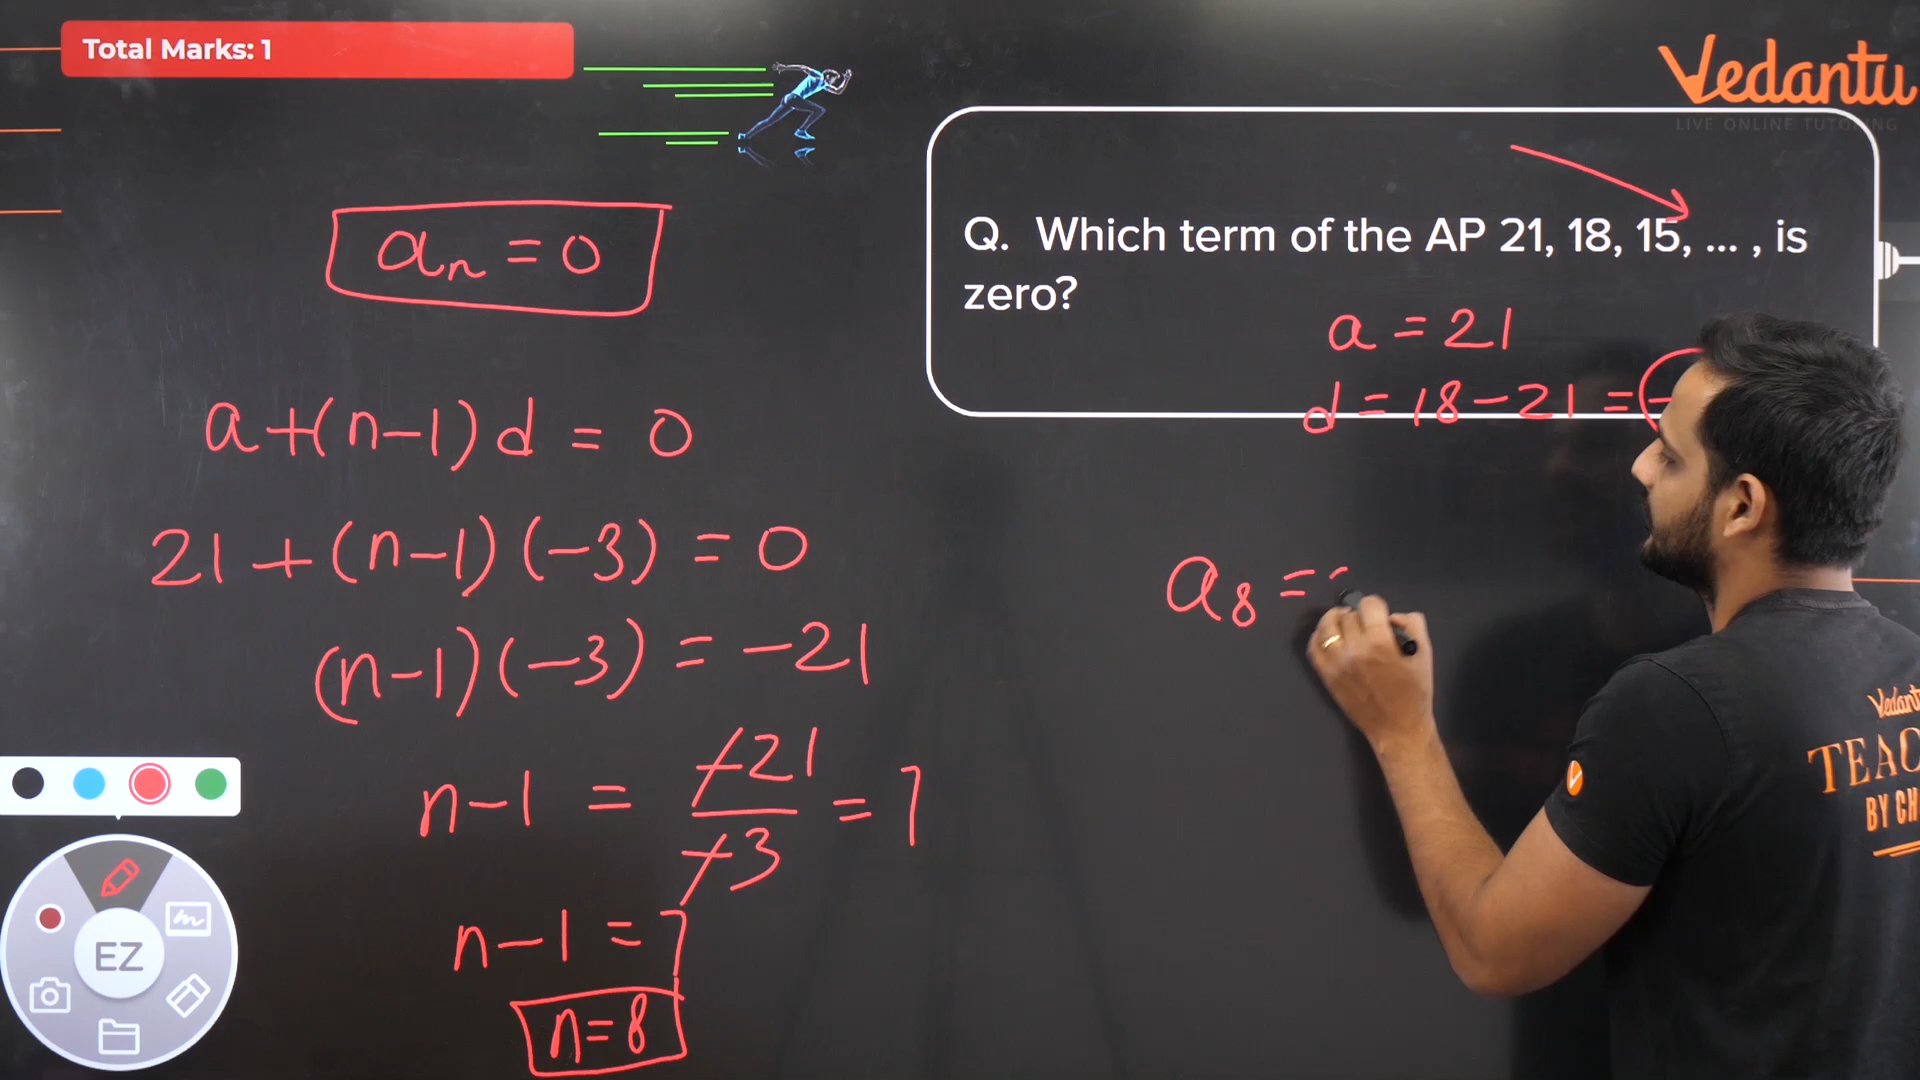 Total Marks: 1
Vedantu
LIVE ONLINE TUTORING
Q. Which term of the AP 21, 18, 15, ... , is
zero?
a = 21
d = 18 - 21 = -
aₙ = 0
a + (n-1) d = 0
21 + (n-1) (-3) = 0
(n-1) (-3) = -21
n-1 = -21/-3 = 7
n-1 = 7
n = 8
a₈ =
EZ
Vedant
TEAC
BY CH